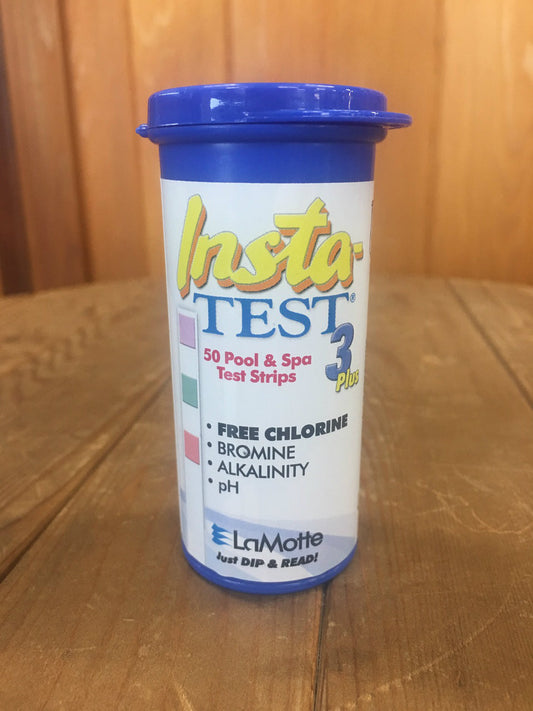 Insta-
TEST®
3
Plus
50 Pool & Spa
Test Strips
• FREE CHLORINE
• BROMINE
• ALKALINITY
• pH
LaMotte
Just DIP & READ!